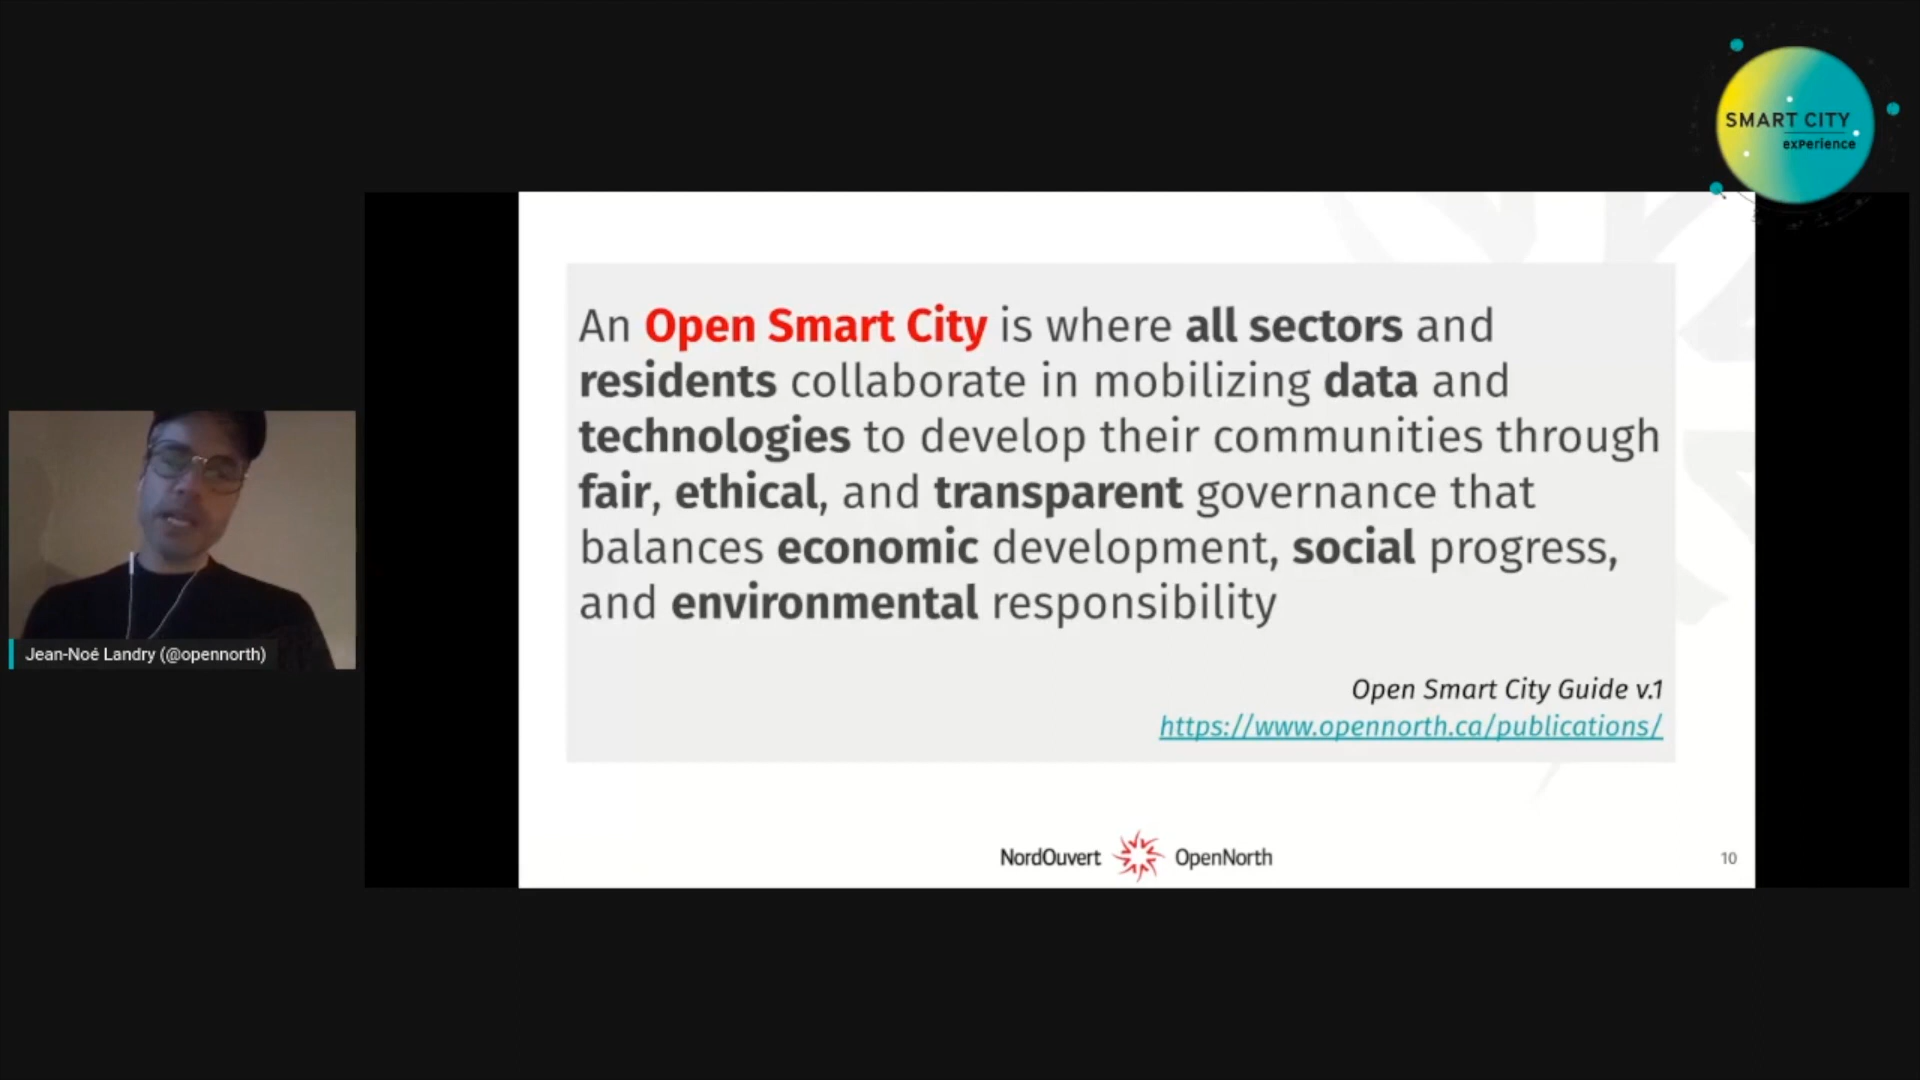 SMART CITY
experience
An Open Smart City is where all sectors and
residents collaborate in mobilizing data and
technologies to develop their communities through
fair, ethical, and transparent governance that
balances economic development, social progress,
and environmental responsibility
Open Smart City Guide v.1
https://www.opennorth.ca/publications/
Jean-Noé Landry (@opennorth)
NordOuvert OpenNorth
10